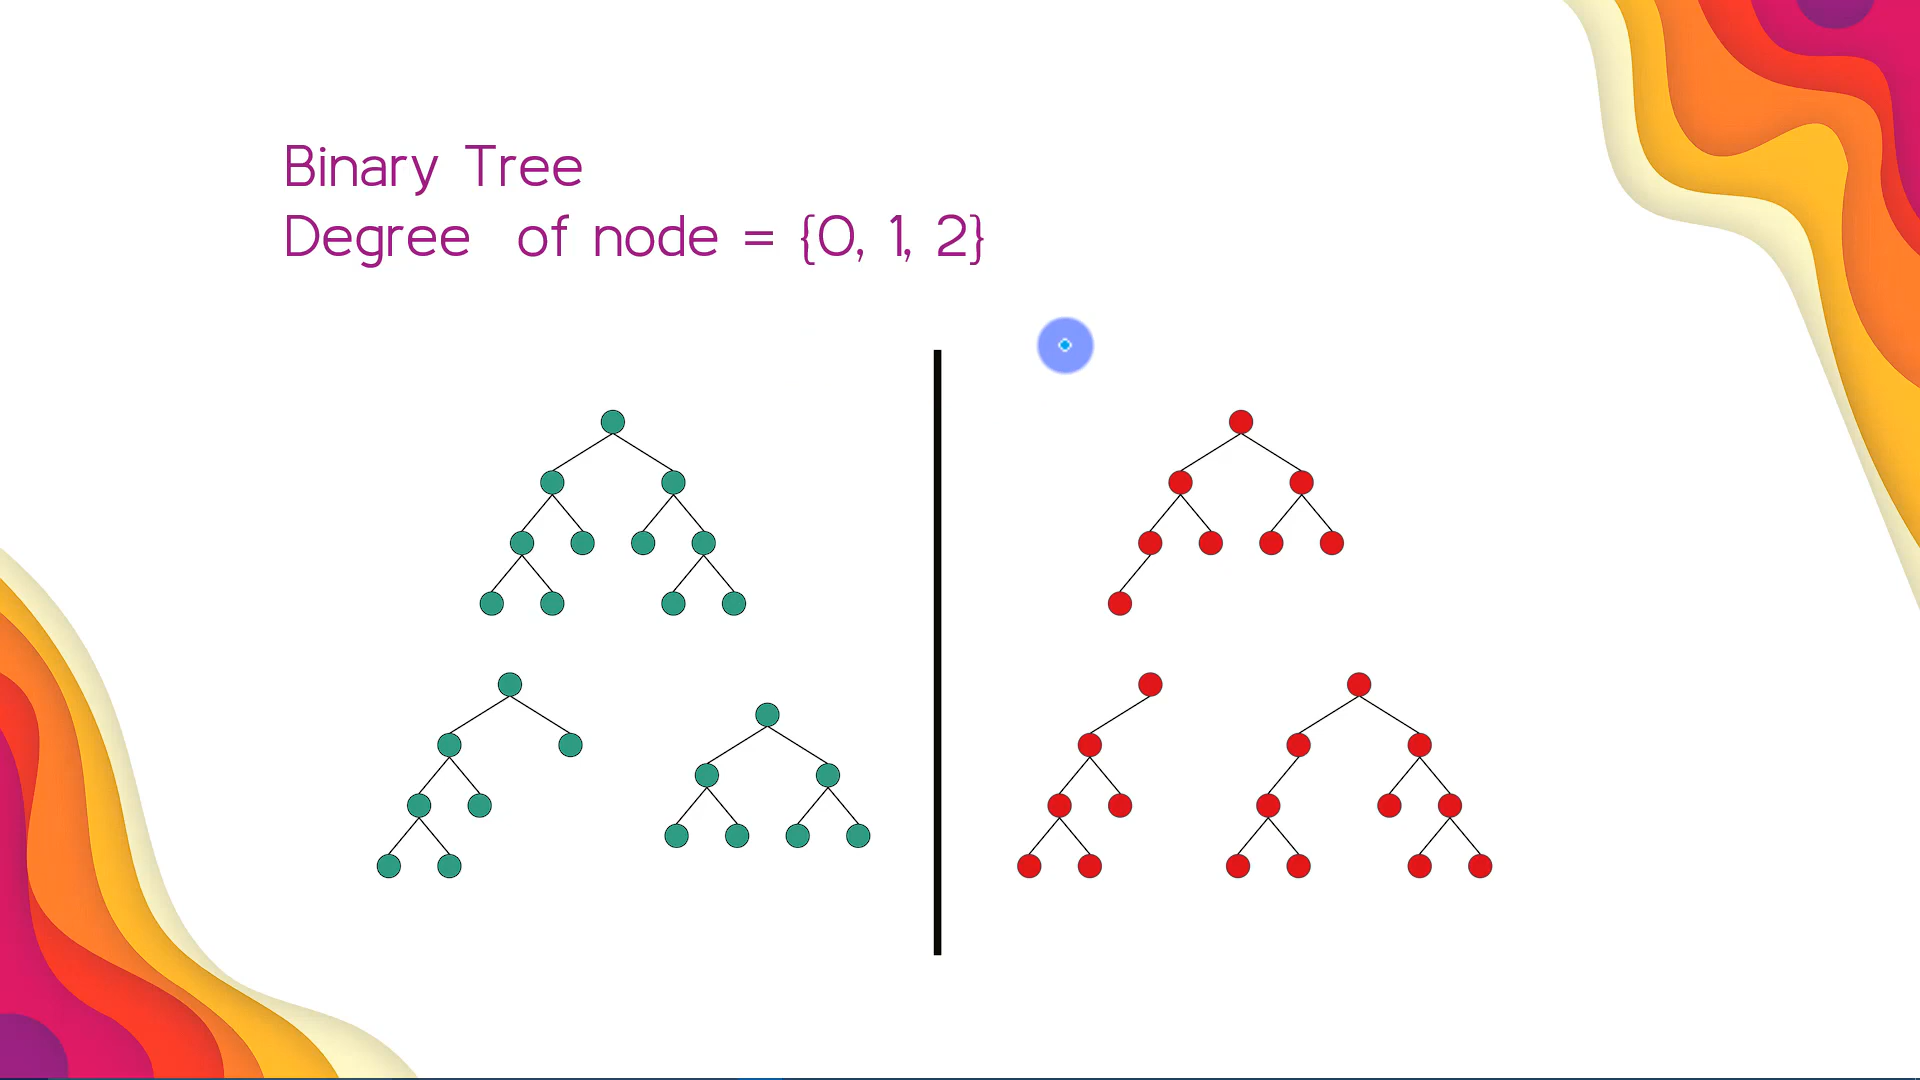 Binary Tree
Degree of node = {0, 1, 2}